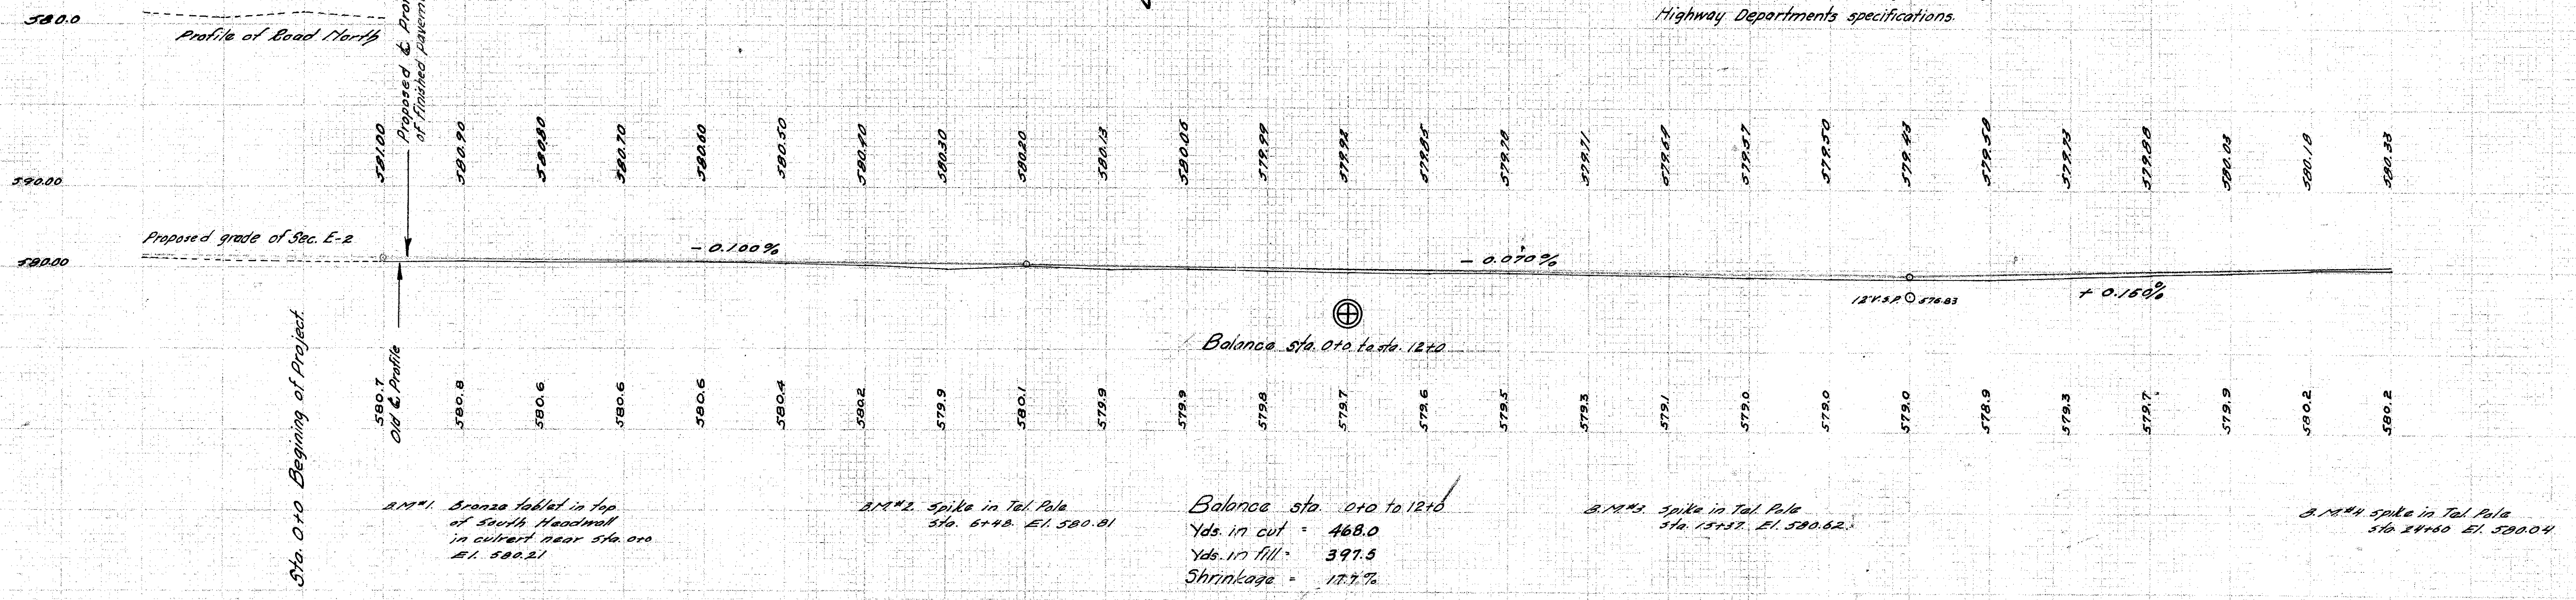 580.0
Profile of Road North
Proposed ℄
of finished
Highway Departments specifications.
590.00
581.00
580.90
580.80
580.70
580.60
580.50
580.40
580.30
580.20
580.13
580.06
579.99
579.92
579.85
579.78
579.71
579.64
579.57
579.50
579.43
579.58
579.73
579.88
580.03
580.18
580.33
Proposed grade of Sec. E-2
580.00
- 0.100%
- 0.070%
+ 0.150%
12" V.S.P. 576.83
Balance sta. 0+0 to sta. 12+0
Sta. 0+0 Begining of Project.
Old ℄ Profile
580.7
580.8
580.6
580.6
580.6
580.4
580.2
579.9
580.1
579.9
579.9
579.8
579.7
579.6
579.5
579.3
579.1
579.0
579.0
579.0
578.9
579.3
579.7
579.9
580.2
580.2
B.M.#1. Bronze tablet in top
of South Headwall
in culvert near Sta. 0+0
El. 580.21
B.M.#2. Spike in Tel. Pole
Sta. 6+48. El. 580.81
Balance sta. 0+0 to 12+0
Yds. in cut = 468.0
Yds. in fill = 397.5
Shrinkage = 17.7%
B.M.#3. Spike in Tel. Pole
Sta. 15+37. El. 580.62.
B.M.#4 Spike in Tel. Pole
Sta. 24+60 El. 580.04